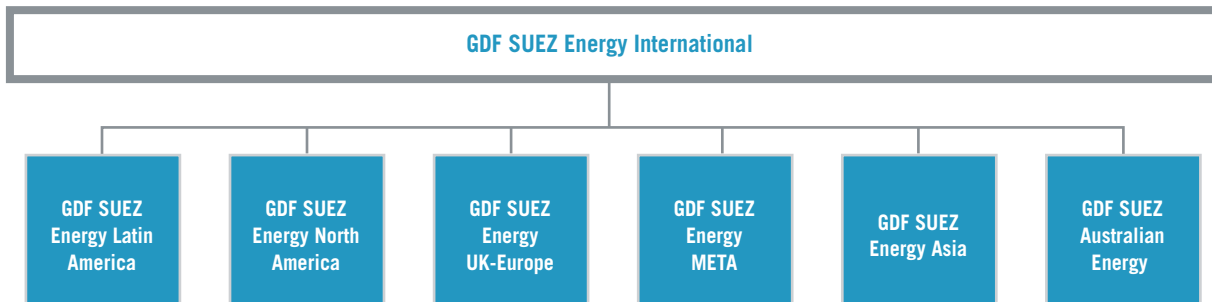 GDF SUEZ Energy International
GDF SUEZ
Energy Latin
America
GDF SUEZ
Energy North
America
GDF SUEZ
Energy
UK-Europe
GDF SUEZ
Energy
META
GDF SUEZ
Energy Asia
GDF SUEZ
Australian
Energy